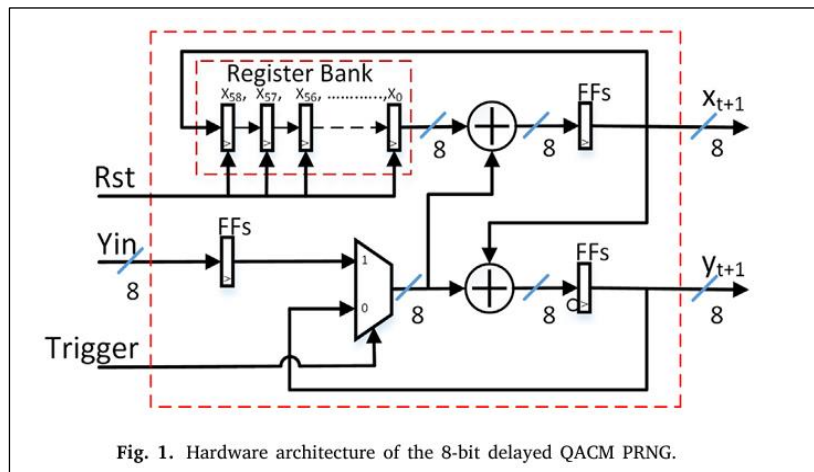 Register Bank
X58, X57, X56, ............,X0
FFs
xt+1
8
8
8
Rst
Yin
8
FFs
1
0
8
8
FFs
yt+1
8
Trigger
Fig. 1. Hardware architecture of the 8-bit delayed QACM PRNG.